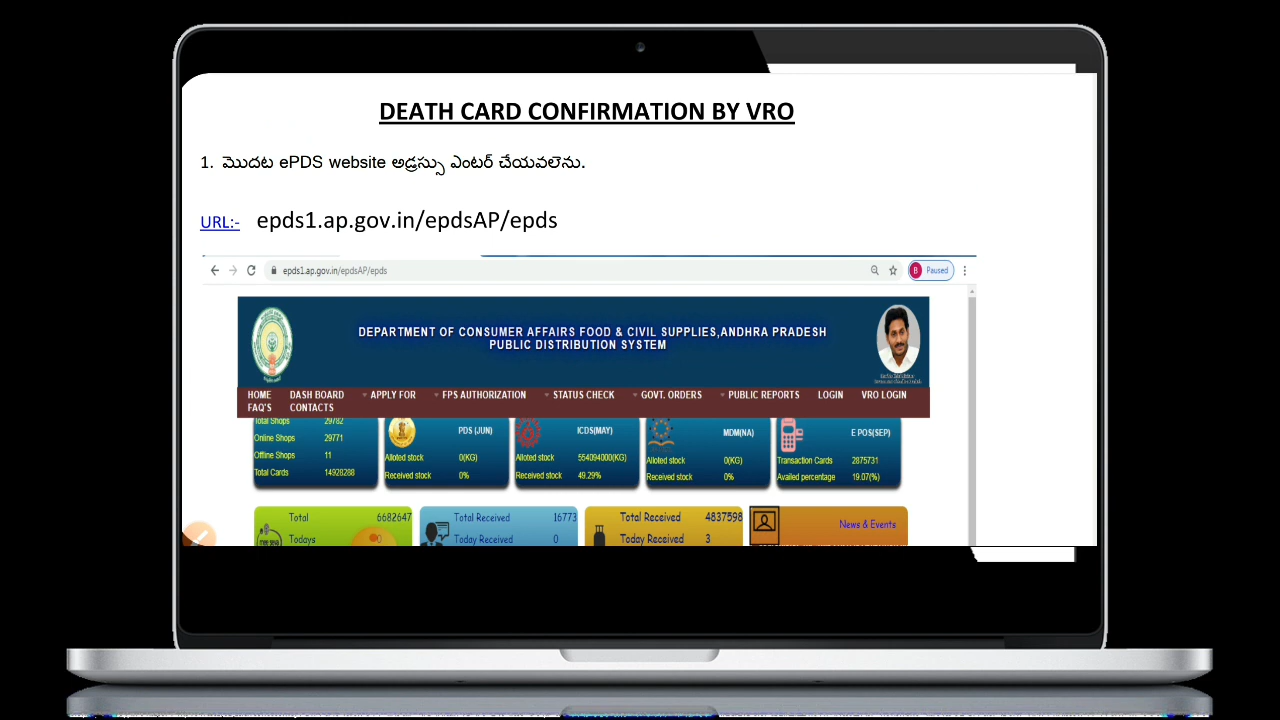 DEATH CARD CONFIRMATION BY VRO
1. మొదట ePDS website అడ్రస్సు ఎంటర్ చేయవలెను.
URL:- epds1.ap.gov.in/epdsAP/epds
epds1.ap.gov.in/epdsAP/epds B Paused
DEPARTMENT OF CONSUMER AFFAIRS FOOD & CIVIL SUPPLIES,ANDHRA PRADESH
PUBLIC DISTRIBUTION SYSTEM
HOME DASH BOARD APPLY FOR FPS AUTHORIZATION STATUS CHECK GOVT. ORDERS PUBLIC REPORTS LOGIN VRO LOGIN
FAQ'S CONTACTS
Total Shops 29782
Online Shops 29771
Offline Shops 11
Total Cards 14928288
PDS (JUN)
Alloted stock 0(KG)
Received stock 0%
ICDS(MAY)
Alloted stock 554094000(KG)
Received stock 49.29%
MDM(NA)
Alloted stock 0(KG)
Received stock 0%
E POS(SEP)
Transaction Cards 2875731
Availed percentage 19.07(%)
Total 6682647
Todays 0
Total Received 16773
Today Received 0
Total Received 4837598
Today Received 3
News & Events